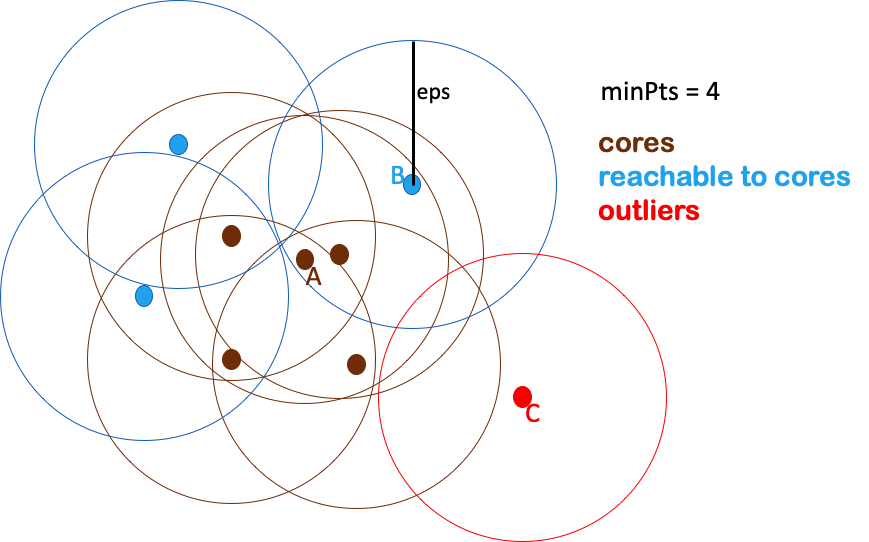 eps
minPts = 4
cores
B
reachable to cores
outliers
A
C